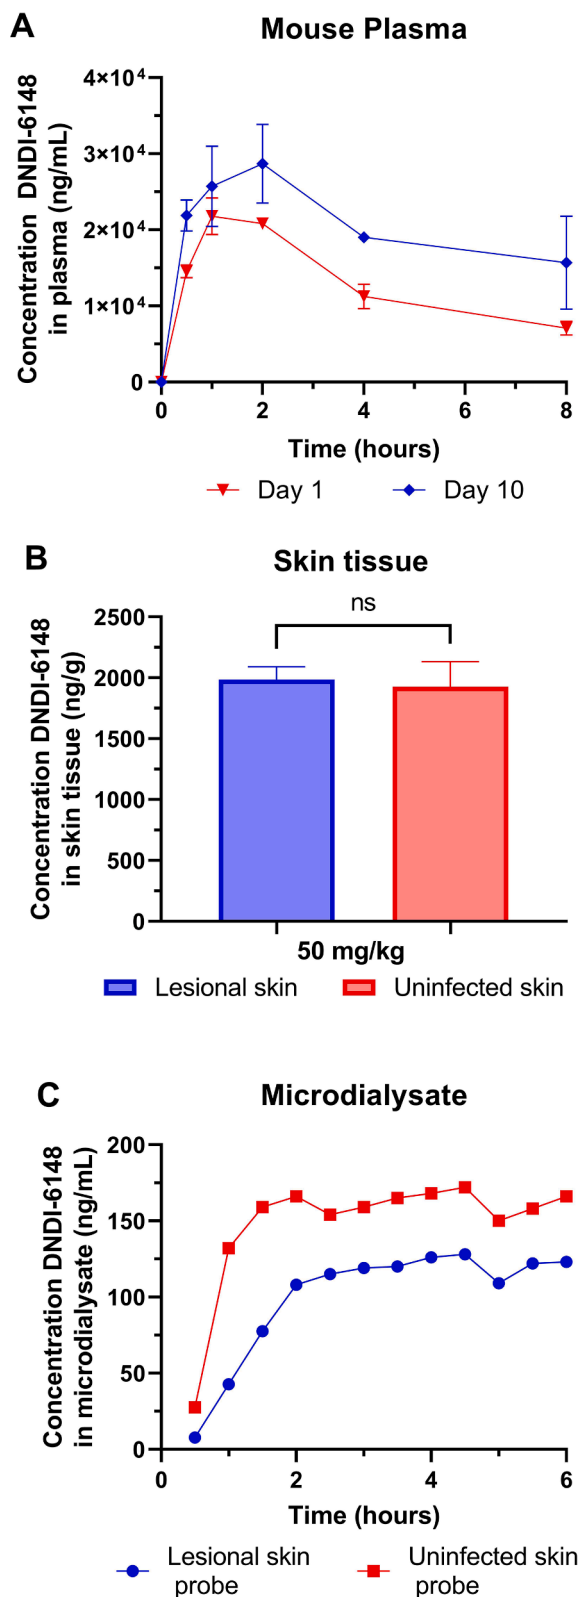 A
Mouse Plasma
Concentration DNDI-6148
in plasma (ng/mL)
4×10⁴
3×10⁴
2×10⁴
1×10⁴
0
0 2 4 6 8
Time (hours)
Day 1 Day 10
B
Skin tissue
ns
Concentration DNDI-6148
in skin tissue (ng/g)
2500
2000
1500
1000
500
0
50 mg/kg
Lesional skin Uninfected skin
C
Microdialysate
Concentration DNDI-6148
in microdialysate (ng/mL)
200
150
100
50
0
0 2 4 6
Time (hours)
Lesional skin Uninfected skin
probe probe